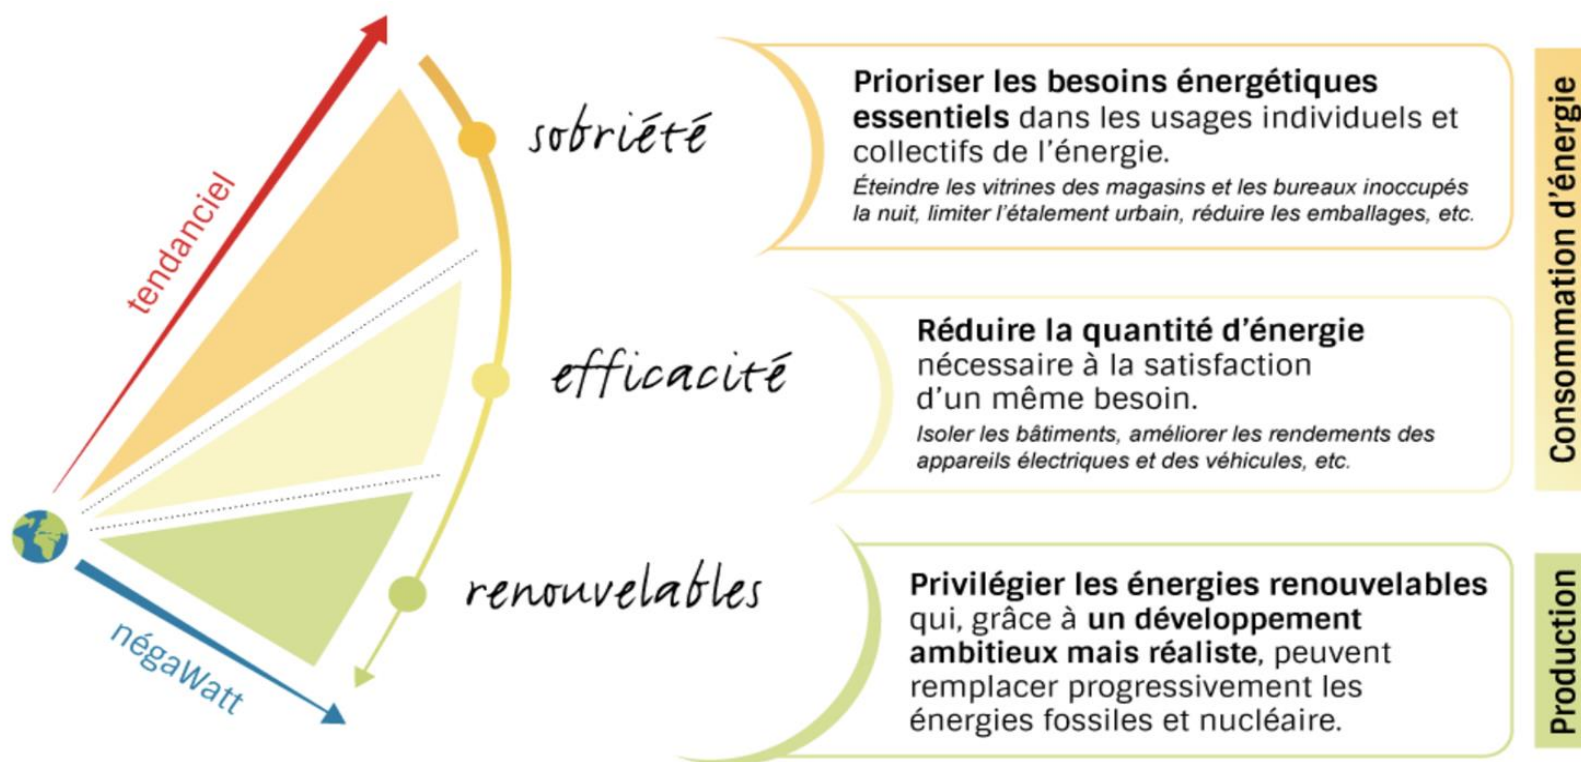 tendanciel
négaWatt
sobriété
Prioriser les besoins énergétiques
essentiels dans les usages individuels et
collectifs de l'énergie.
Éteindre les vitrines des magasins et les bureaux inoccupés
la nuit, limiter l'étalement urbain, réduire les emballages, etc.
efficacité
Réduire la quantité d'énergie
nécessaire à la satisfaction
d'un même besoin.
Isoler les bâtiments, améliorer les rendements des
appareils électriques et des véhicules, etc.
Consommation d'énergie
renouvelables
Privilégier les énergies renouvelables
qui, grâce à un développement
ambitieux mais réaliste, peuvent
remplacer progressivement les
énergies fossiles et nucléaire.
Production